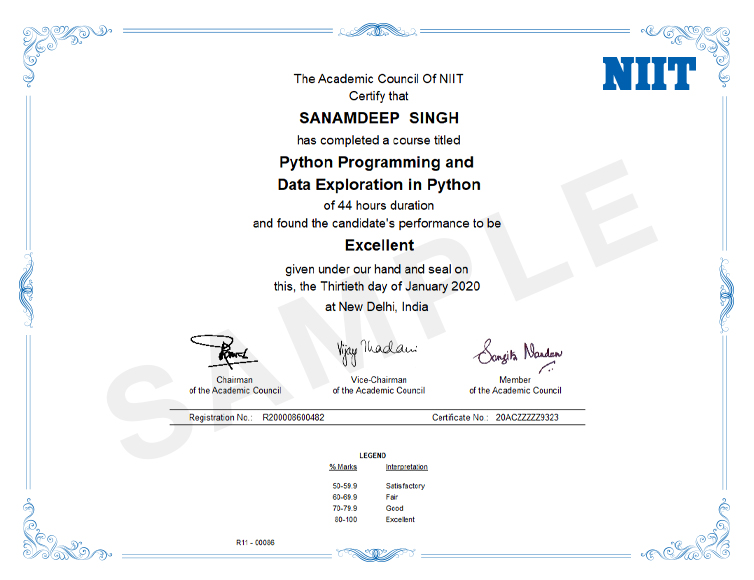 NIIT
The Academic Council Of NIIT
Certify that
SANAMDEEP SINGH
has completed a course titled
Python Programming and
Data Exploration in Python
of 44 hours duration
and found the candidate's performance to be
Excellent
given under our hand and seal on
this, the Thirtieth day of January 2020
at New Delhi, India
SAMPLE
Vijay Thadani Sangita Nandan
Chairman Vice-Chairman Member
of the Academic Council of the Academic Council of the Academic Council
Registration No.: R200008600482 Certificate No.: 20ACZZZZZ9323
LEGEND
% Marks Interpretation
50-59.9 Satisfactory
60-69.9 Fair
70-79.9 Good
80-100 Excellent
R11 - 00086
NIIT